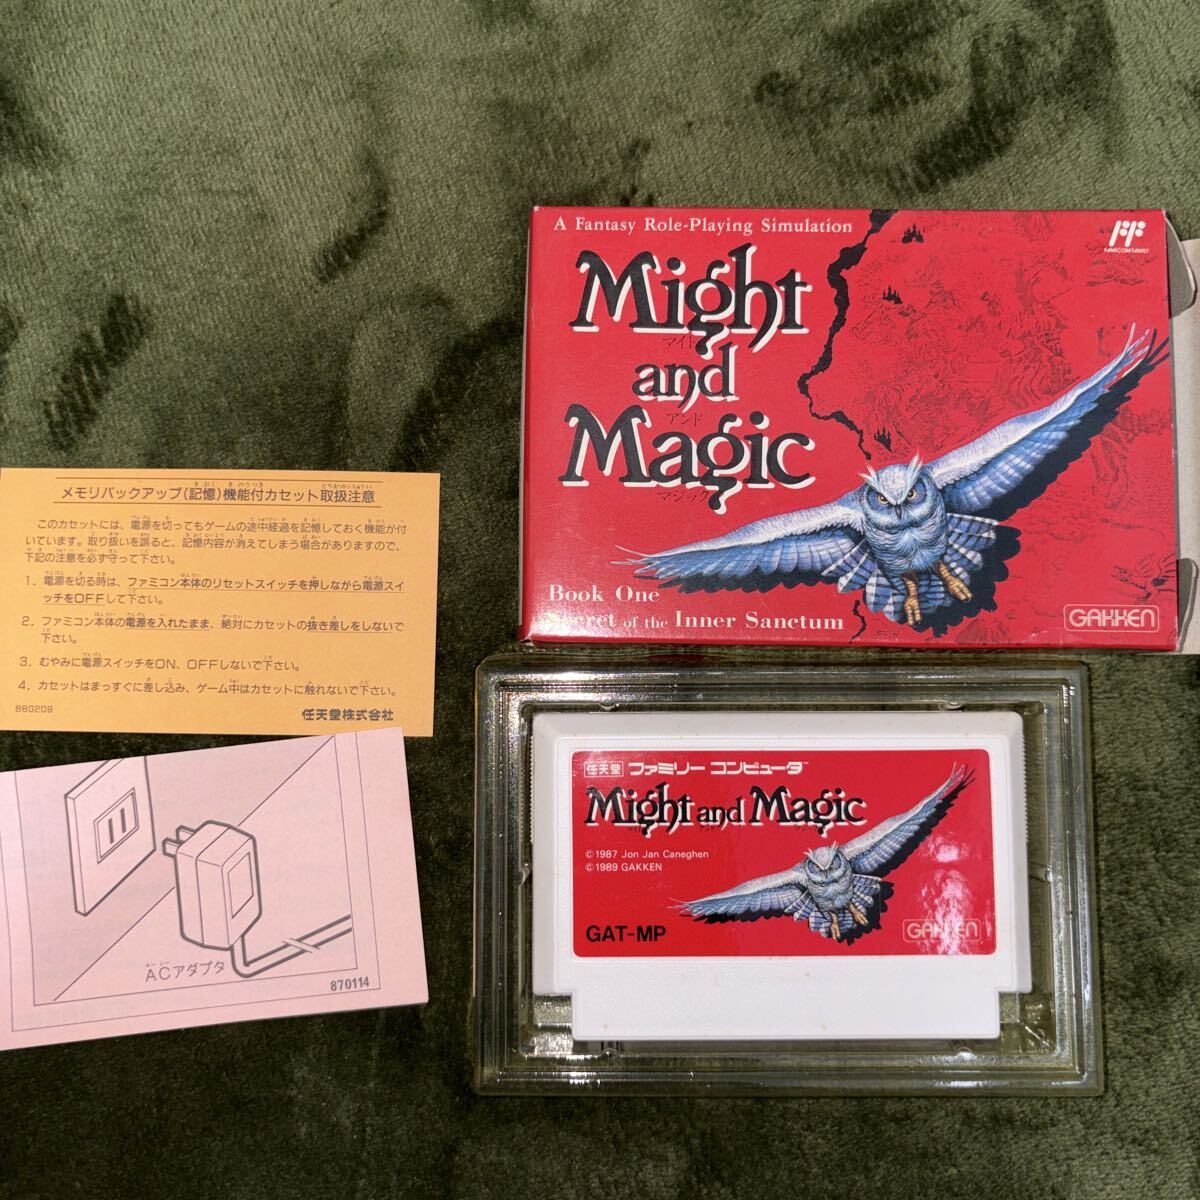 A Fantasy Role-Playing Simulation
FAMICOM FAMILY
Might
マイト
and
アンド
Magic
マジック
Book One
Secret of the Inner Sanctum
GAKKEN
メモリバックアップ(記憶)機能付カセット取扱注意
このカセットには、電源を切ってもゲームの途中経過を記憶しておく機能が付
いています。取り扱いを誤ると、記憶内容が消えてしまう場合がありますので、
下記の注意を必ず守って下さい。
1. 電源を切る時は、ファミコン本体のリセットスイッチを押しながら電源スイ
ッチをOFFして下さい。
2. ファミコン本体の電源を入れたまま、絶対にカセットの抜き差しをしないで
下さい。
3. むやみに電源スイッチをON、OFFしないで下さい。
4. カセットはまっすぐに差し込み、ゲーム中はカセットに触れないで下さい。
880209
任天堂株式会社
ACアダプタ
870114
任天堂 ファミリー コンピュータ™
Might and Magic
マイト アンド マジック
©1987 Jon Jan Caneghen
©1989 GAKKEN
GAT-MP
GAKKEN